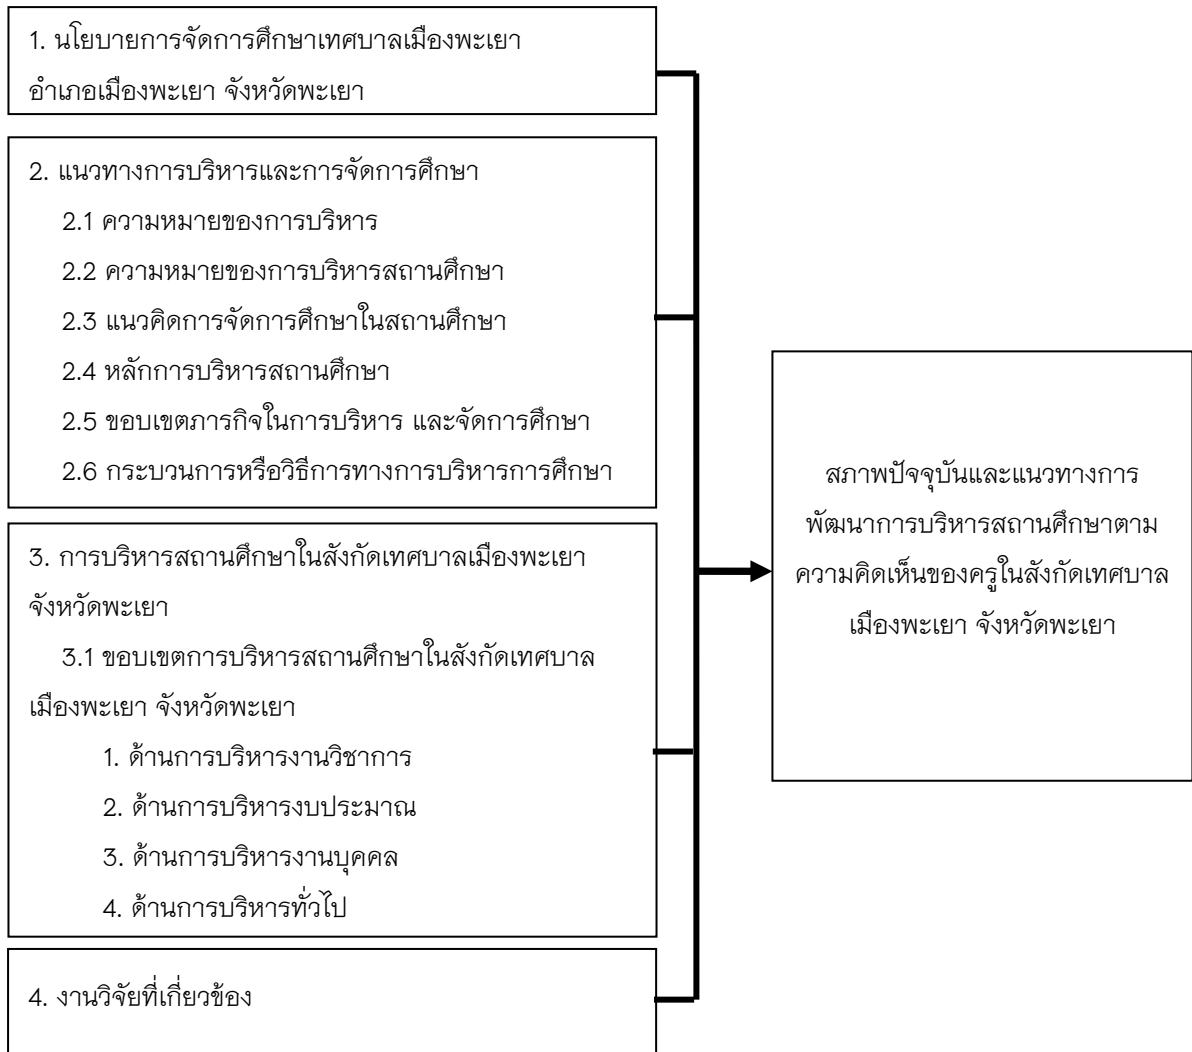 1. นโยบายการจัดการศึกษาเทศบาลเมืองพะเยา
อำเภอเมืองพะเยา จังหวัดพะเยา
2. แนวทางการบริหารและการจัดการศึกษา
2.1 ความหมายของการบริหาร
2.2 ความหมายของการบริหารสถานศึกษา
2.3 แนวคิดการจัดการศึกษาในสถานศึกษา
2.4 หลักการบริหารสถานศึกษา
2.5 ขอบเขตภารกิจในการบริหาร และจัดการศึกษา
2.6 กระบวนการหรือวิธีการทางการบริหารการศึกษา
3. การบริหารสถานศึกษาในสังกัดเทศบาลเมืองพะเยา
จังหวัดพะเยา
3.1 ขอบเขตการบริหารสถานศึกษาในสังกัดเทศบาล
เมืองพะเยา จังหวัดพะเยา
1. ด้านการบริหารงานวิชาการ
2. ด้านการบริหารงบประมาณ
3. ด้านการบริหารงานบุคคล
4. ด้านการบริหารทั่วไป
4. งานวิจัยที่เกี่ยวข้อง
สภาพปัจจุบันและแนวทางการ
พัฒนาการบริหารสถานศึกษาตาม
ความคิดเห็นของครูในสังกัดเทศบาล
เมืองพะเยา จังหวัดพะเยา